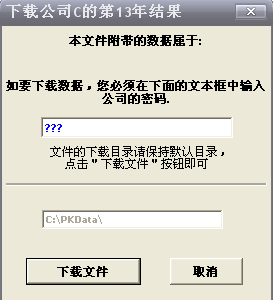 下载公司C的第13年结果
本文件附带的数据属于:
如要下载数据，您必须在下面的文本框中输入
公司的密码.
???
文件的下载目录请保持默认目录，
点击"下载文件"按钮即可
C:\PKData\
下载文件
取消